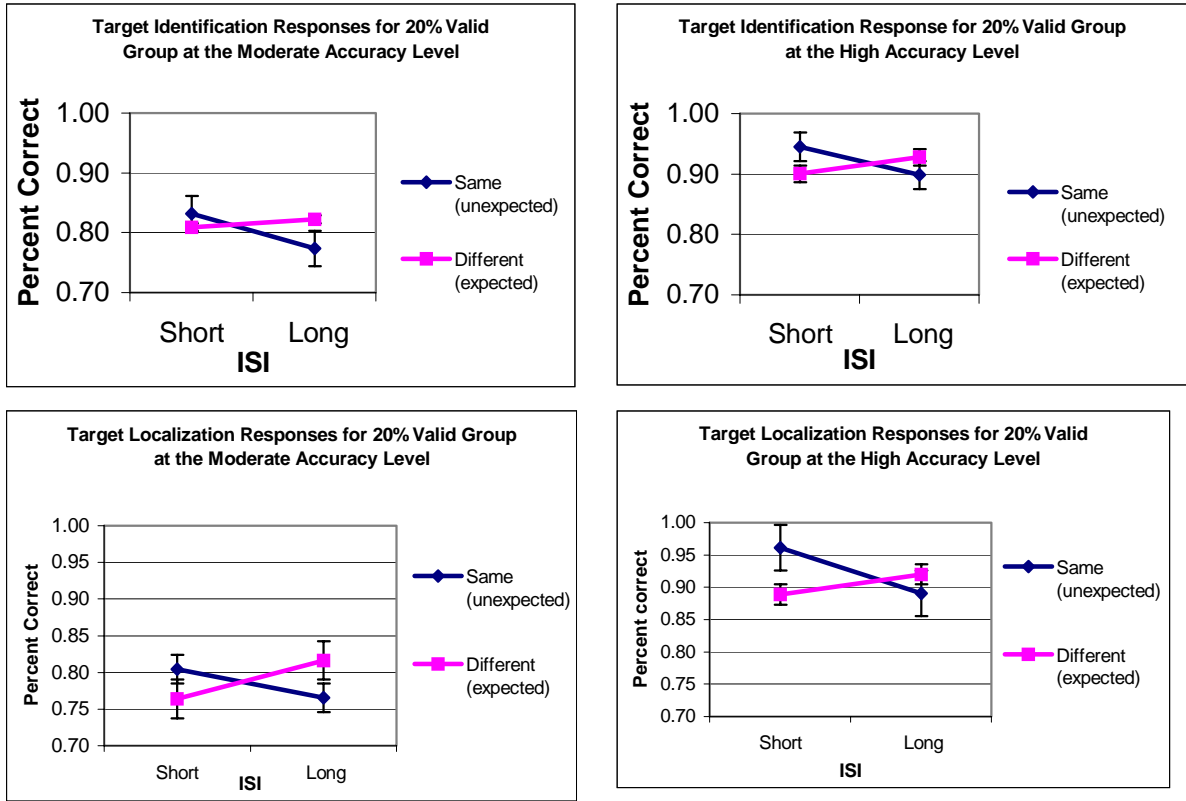 Target Identification Responses for 20% Valid
Group at the Moderate Accuracy Level
Percent Correct
1.00
0.90
0.80
0.70
Short Long
ISI
Same
(unexpected)
Different
(expected)
Target Identification Response for 20% Valid Group
at the High Accuracy Level
Percent Correct
1.00
0.90
0.80
0.70
Short Long
ISI
Same
(unexpected)
Different
(expected)
Target Localization Responses for 20% Valid Group
at the Moderate Accuracy Level
Percent Correct
1.00
0.95
0.90
0.85
0.80
0.75
0.70
Short Long
ISI
Same
(unexpected)
Different
(expected)
Target Localization Responses for 20% Valid
Group at the High Accuracy Level
Percent correct
1.00
0.95
0.90
0.85
0.80
0.75
0.70
Short Long
ISI
Same
(unexpected)
Different
(expected)